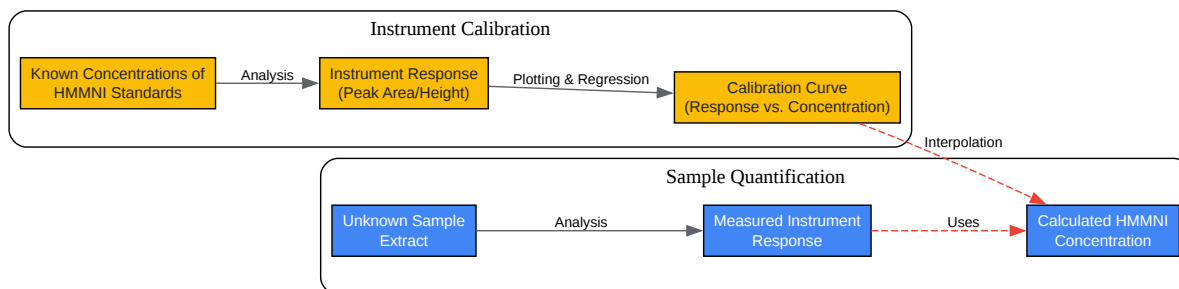 Instrument Calibration
Known Concentrations of
HMMNI Standards
Analysis
Instrument Response
(Peak Area/Height)
Plotting & Regression
Calibration Curve
(Response vs. Concentration)
Interpolation
Sample Quantification
Unknown Sample
Extract
Analysis
Measured Instrument
Response
Uses
Calculated HMMNI
Concentration